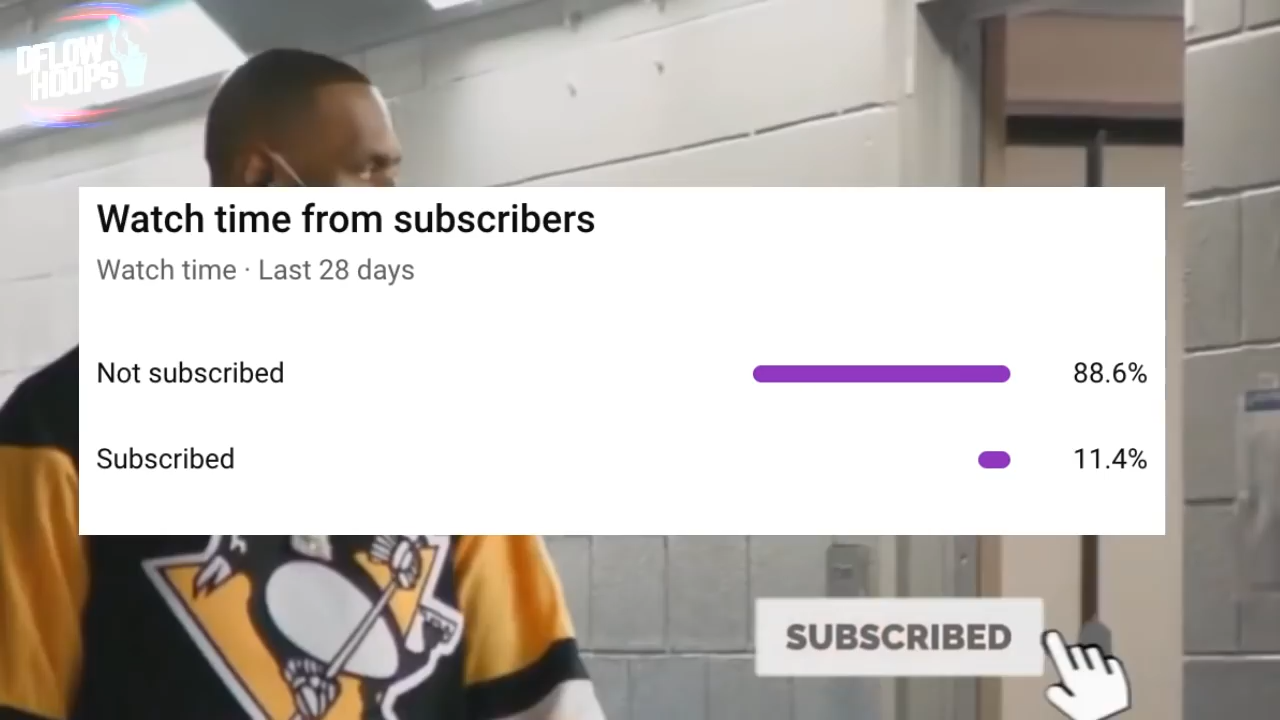 DFLOW
HOOPS
Watch time from subscribers
Watch time · Last 28 days
Not subscribed 88.6%
Subscribed 11.4%
SUBSCRIBED